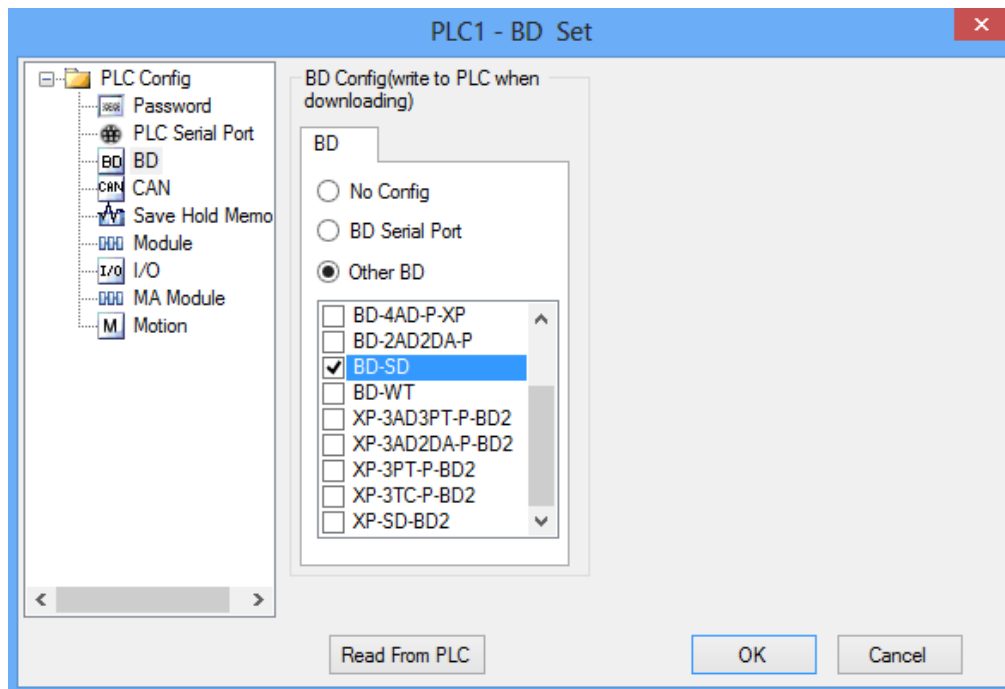 PLC1 - BD Set
PLC Config
Password
PLC Serial Port
BD BD
CAN CAN
Save Hold Memo
Module
I/O I/O
MA Module
M Motion
BD Config(write to PLC when
downloading)
BD
No Config
BD Serial Port
Other BD
BD-4AD-P-XP
BD-2AD2DA-P
BD-SD
BD-WT
XP-3AD3PT-P-BD2
XP-3AD2DA-P-BD2
XP-3PT-P-BD2
XP-3TC-P-BD2
XP-SD-BD2
Read From PLC
OK
Cancel